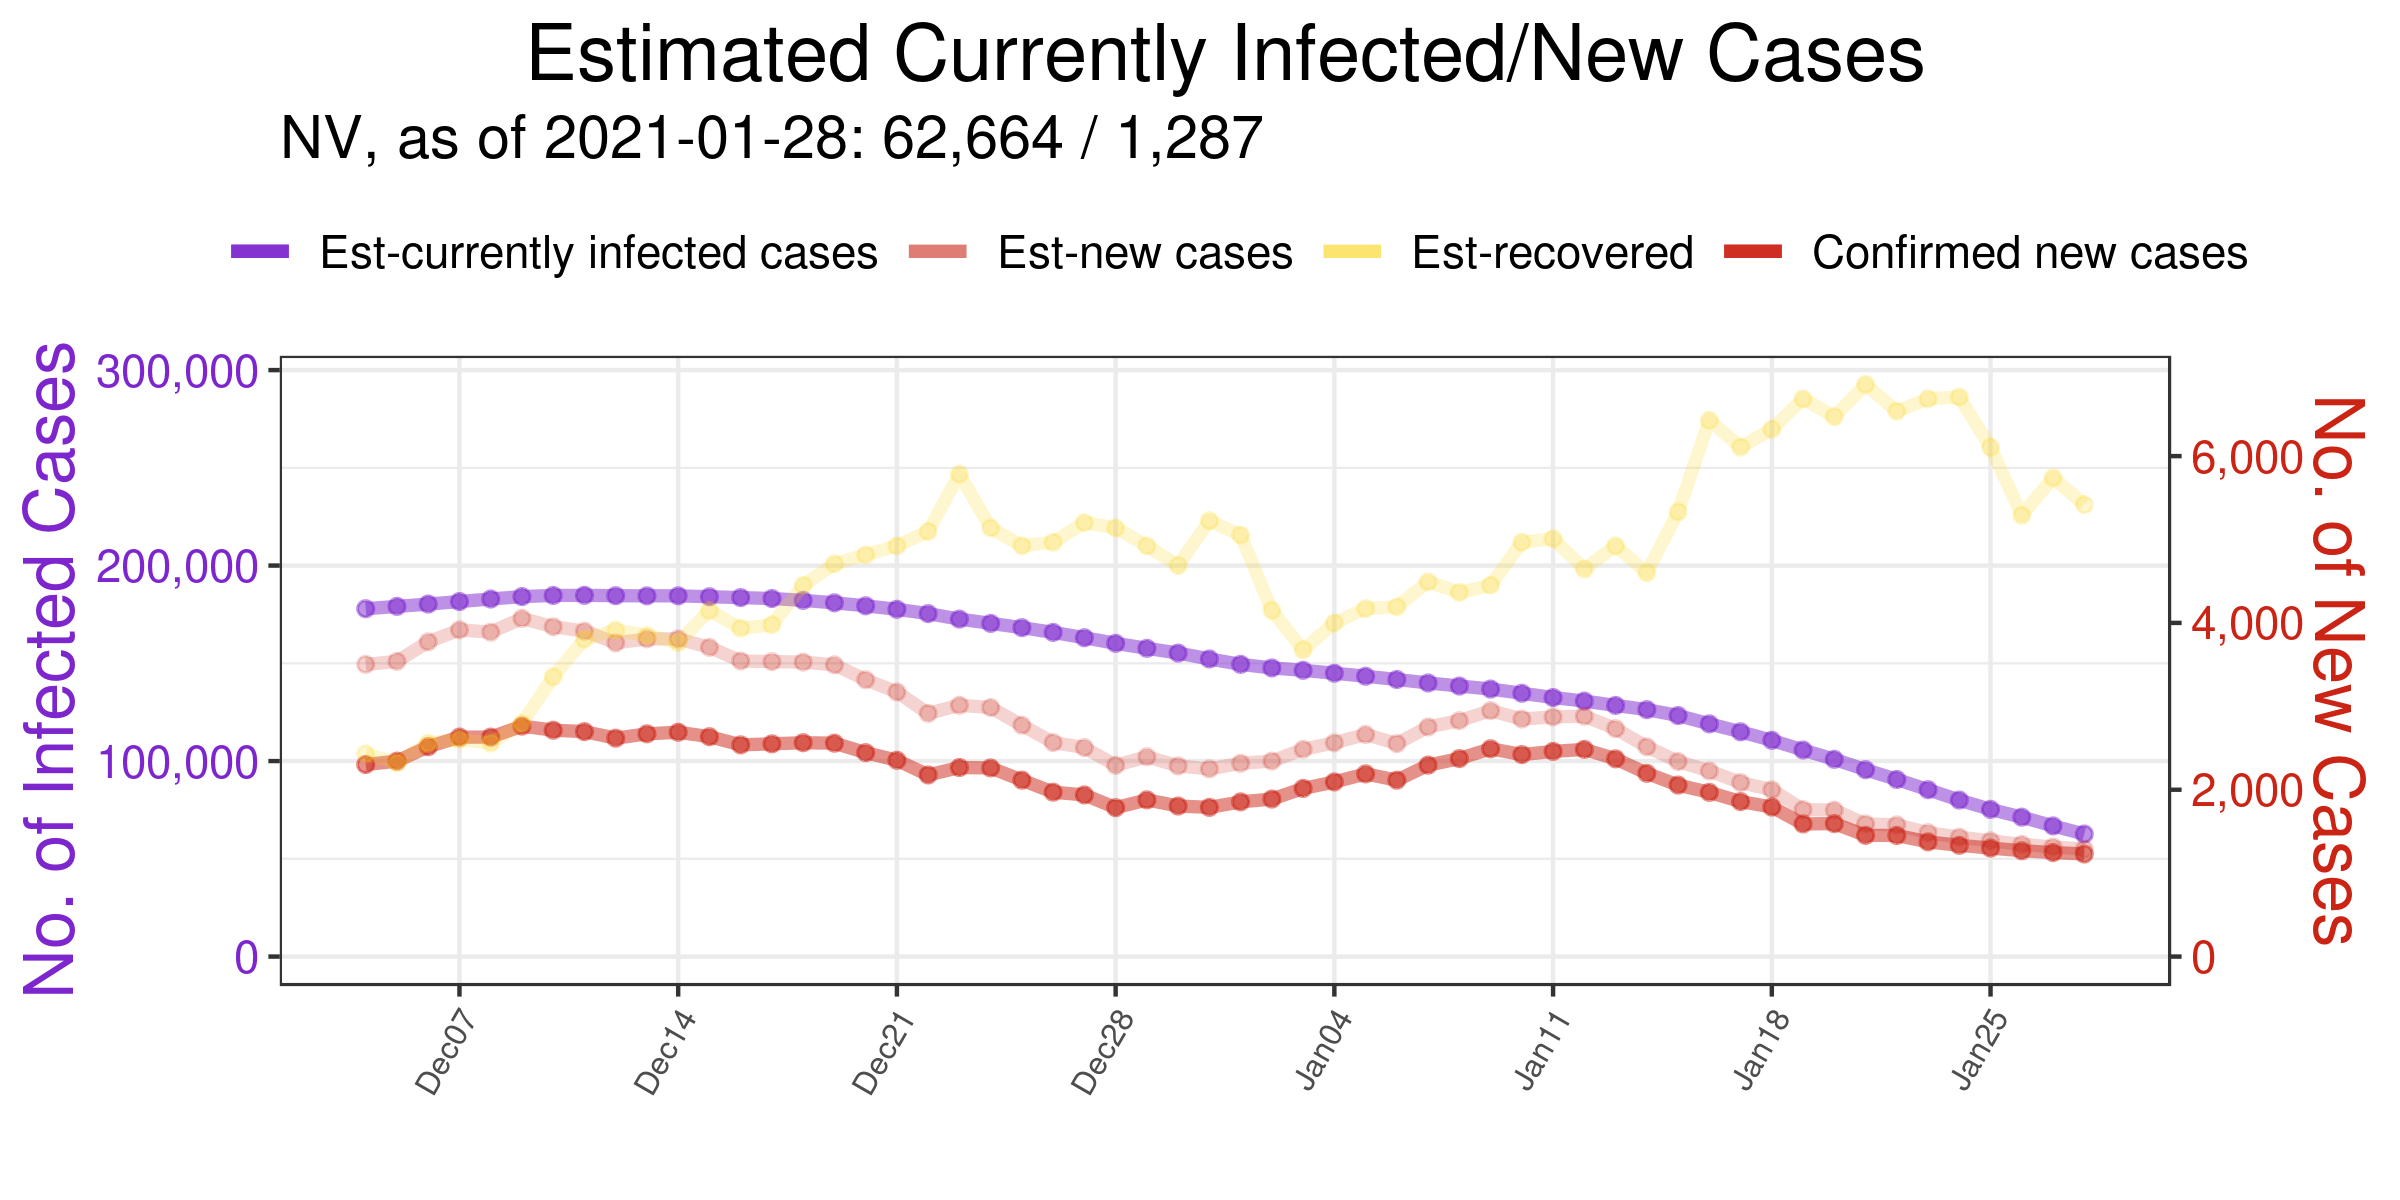 Estimated Currently Infected/New Cases
NV, as of 2021-01-28: 62,664 / 1,287
Est-currently infected cases
Est-new cases
Est-recovered
Confirmed new cases
No. of Infected Cases
300,000
200,000
100,000
0
6,000
4,000
2,000
0
No. of New Cases
Dec07
Dec14
Dec21
Dec28
Jan04
Jan11
Jan18
Jan25